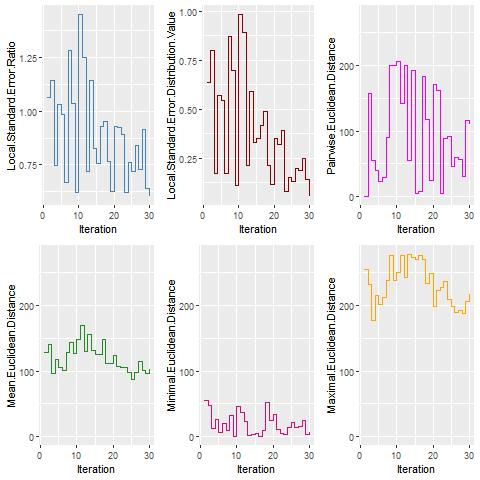 Local.Standard.Error.Ratio
1.25
1.00
0.75
0 10 20 30
Iteration
Local.Standard.Error.Distribution.Value
1.00
0.75
0.50
0.25
0 10 20 30
Iteration
Pairwise.Euclidean.Distance
200
100
0
0 10 20 30
Iteration
Mean.Euclidean.Distance
200
100
0
0 10 20 30
Iteration
Minimal.Euclidean.Distance
200
100
0
0 10 20 30
Iteration
Maximal.Euclidean.Distance
200
100
0
0 10 20 30
Iteration